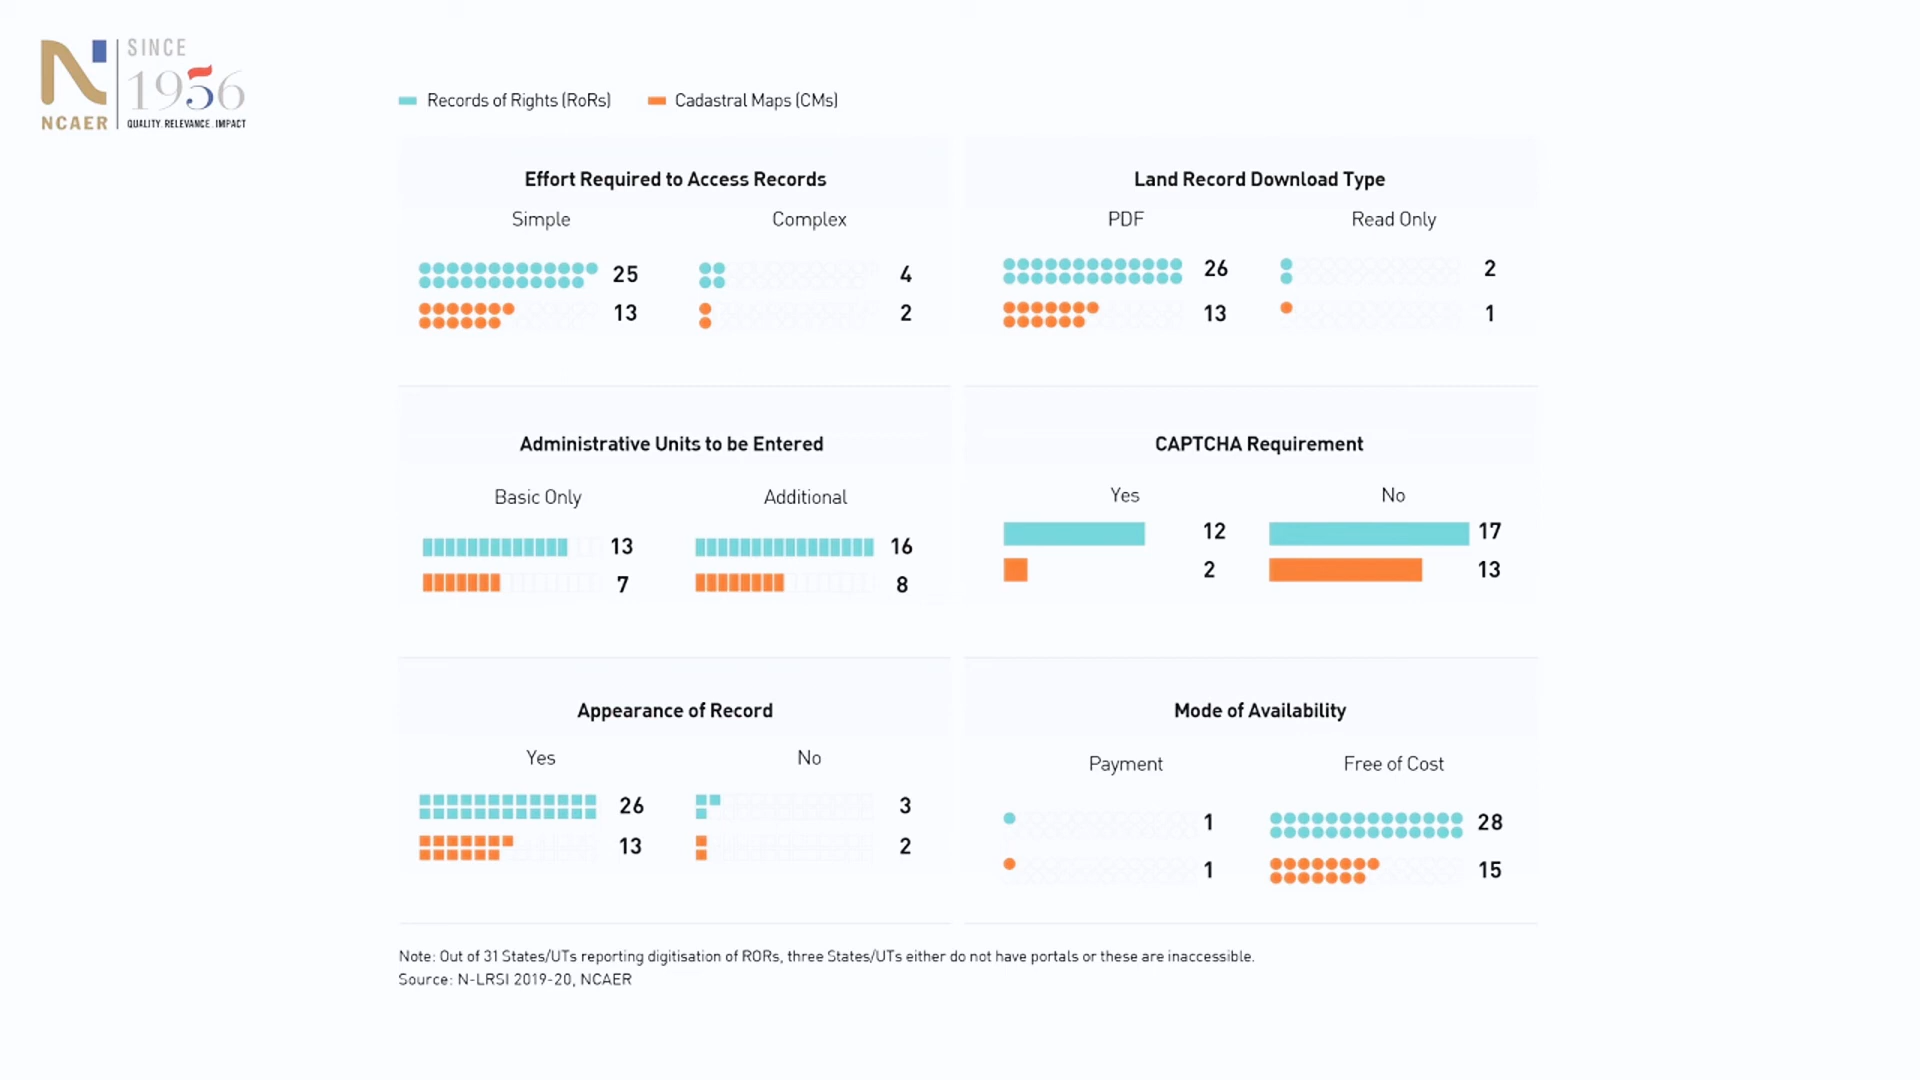 SINCE
1956
NCAER
QUALITY. RELEVANCE. IMPACT
Records of Rights (RoRs) Cadastral Maps (CMs)
Effort Required to Access Records
Simple Complex
25 4
13 2
Land Record Download Type
PDF Read Only
26 2
13 1
Administrative Units to be Entered
Basic Only Additional
13 16
7 8
CAPTCHA Requirement
Yes No
12 17
2 13
Appearance of Record
Yes No
26 3
13 2
Mode of Availability
Payment Free of Cost
1 28
1 15
Note: Out of 31 States/UTs reporting digitisation of RORs, three States/UTs either do not have portals or these are inaccessible.
Source: N-LRSI 2019-20, NCAER